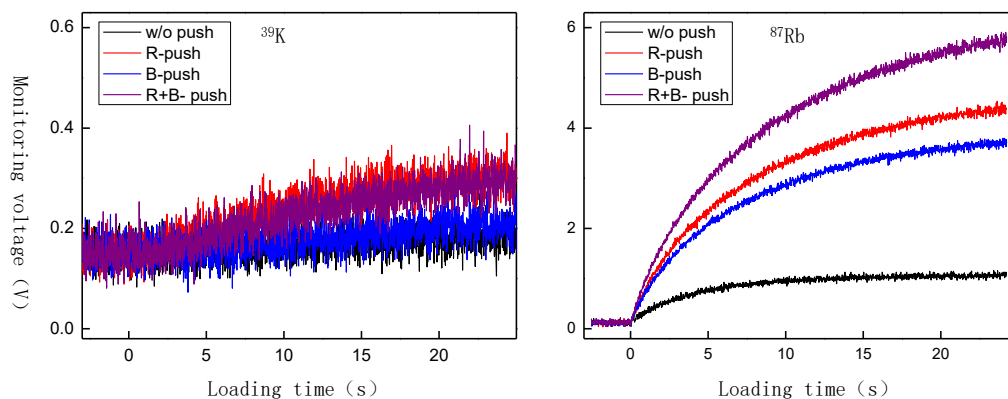 Monitoring voltage (V)
0.6
0.4
0.2
0.0
w/o push
R-push
B-push
R+B- push
39K
0
5
10
15
20
Loading time (s)
6
4
2
0
w/o push
R-push
B-push
R+B- push
87Rb
0
5
10
15
20
Loading time (s)